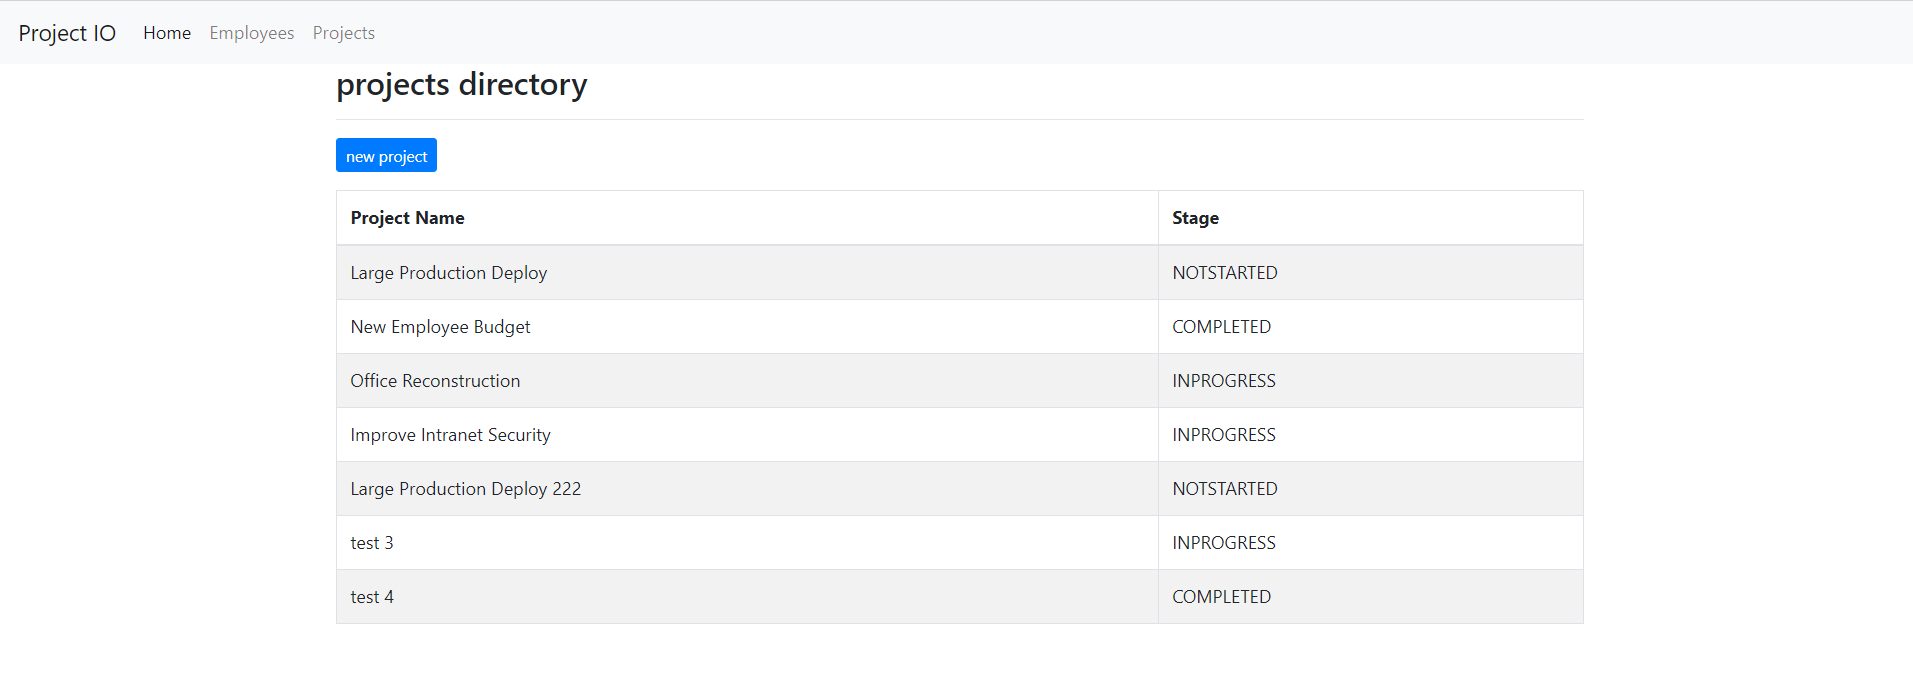 Project IO Home Employees Projects
projects directory
new project
Project Name Stage
Large Production Deploy NOTSTARTED
New Employee Budget COMPLETED
Office Reconstruction INPROGRESS
Improve Intranet Security INPROGRESS
Large Production Deploy 222 NOTSTARTED
test 3 INPROGRESS
test 4 COMPLETED